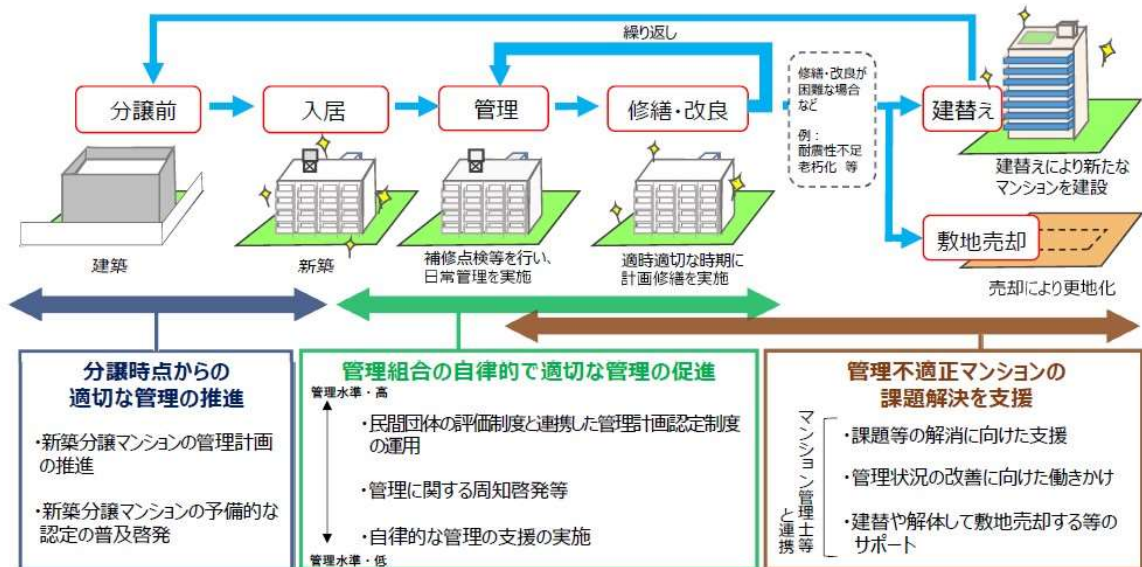 繰り返し
分譲前
入居
管理
修繕・改良
修繕・改良が
困難な場合
など
例：
耐震性不足
老朽化 等
建替え
建替えにより新たな
マンションを建設
敷地売却
売却により更地化
建築
新築
補修点検等を行い、
日常管理を実施
適時適切な時期に
計画修繕を実施
分譲時点からの
適切な管理の推進
・新築分譲マンションの管理計画
の推進
・新築分譲マンションの予備的な
認定の普及啓発
管理組合の自律的で適切な管理の促進
管理水準・高
・民間団体の評価制度と連携した管理計画認定制度
の運用
・管理に関する周知啓発等
・自律的な管理の支援の実施
管理水準・低
管理不適正マンションの
課題解決を支援
マンション管理士等
と連携
・課題等の解消に向けた支援
・管理状況の改善に向けた働きかけ
・建替や解体して敷地売却する等の
サポート